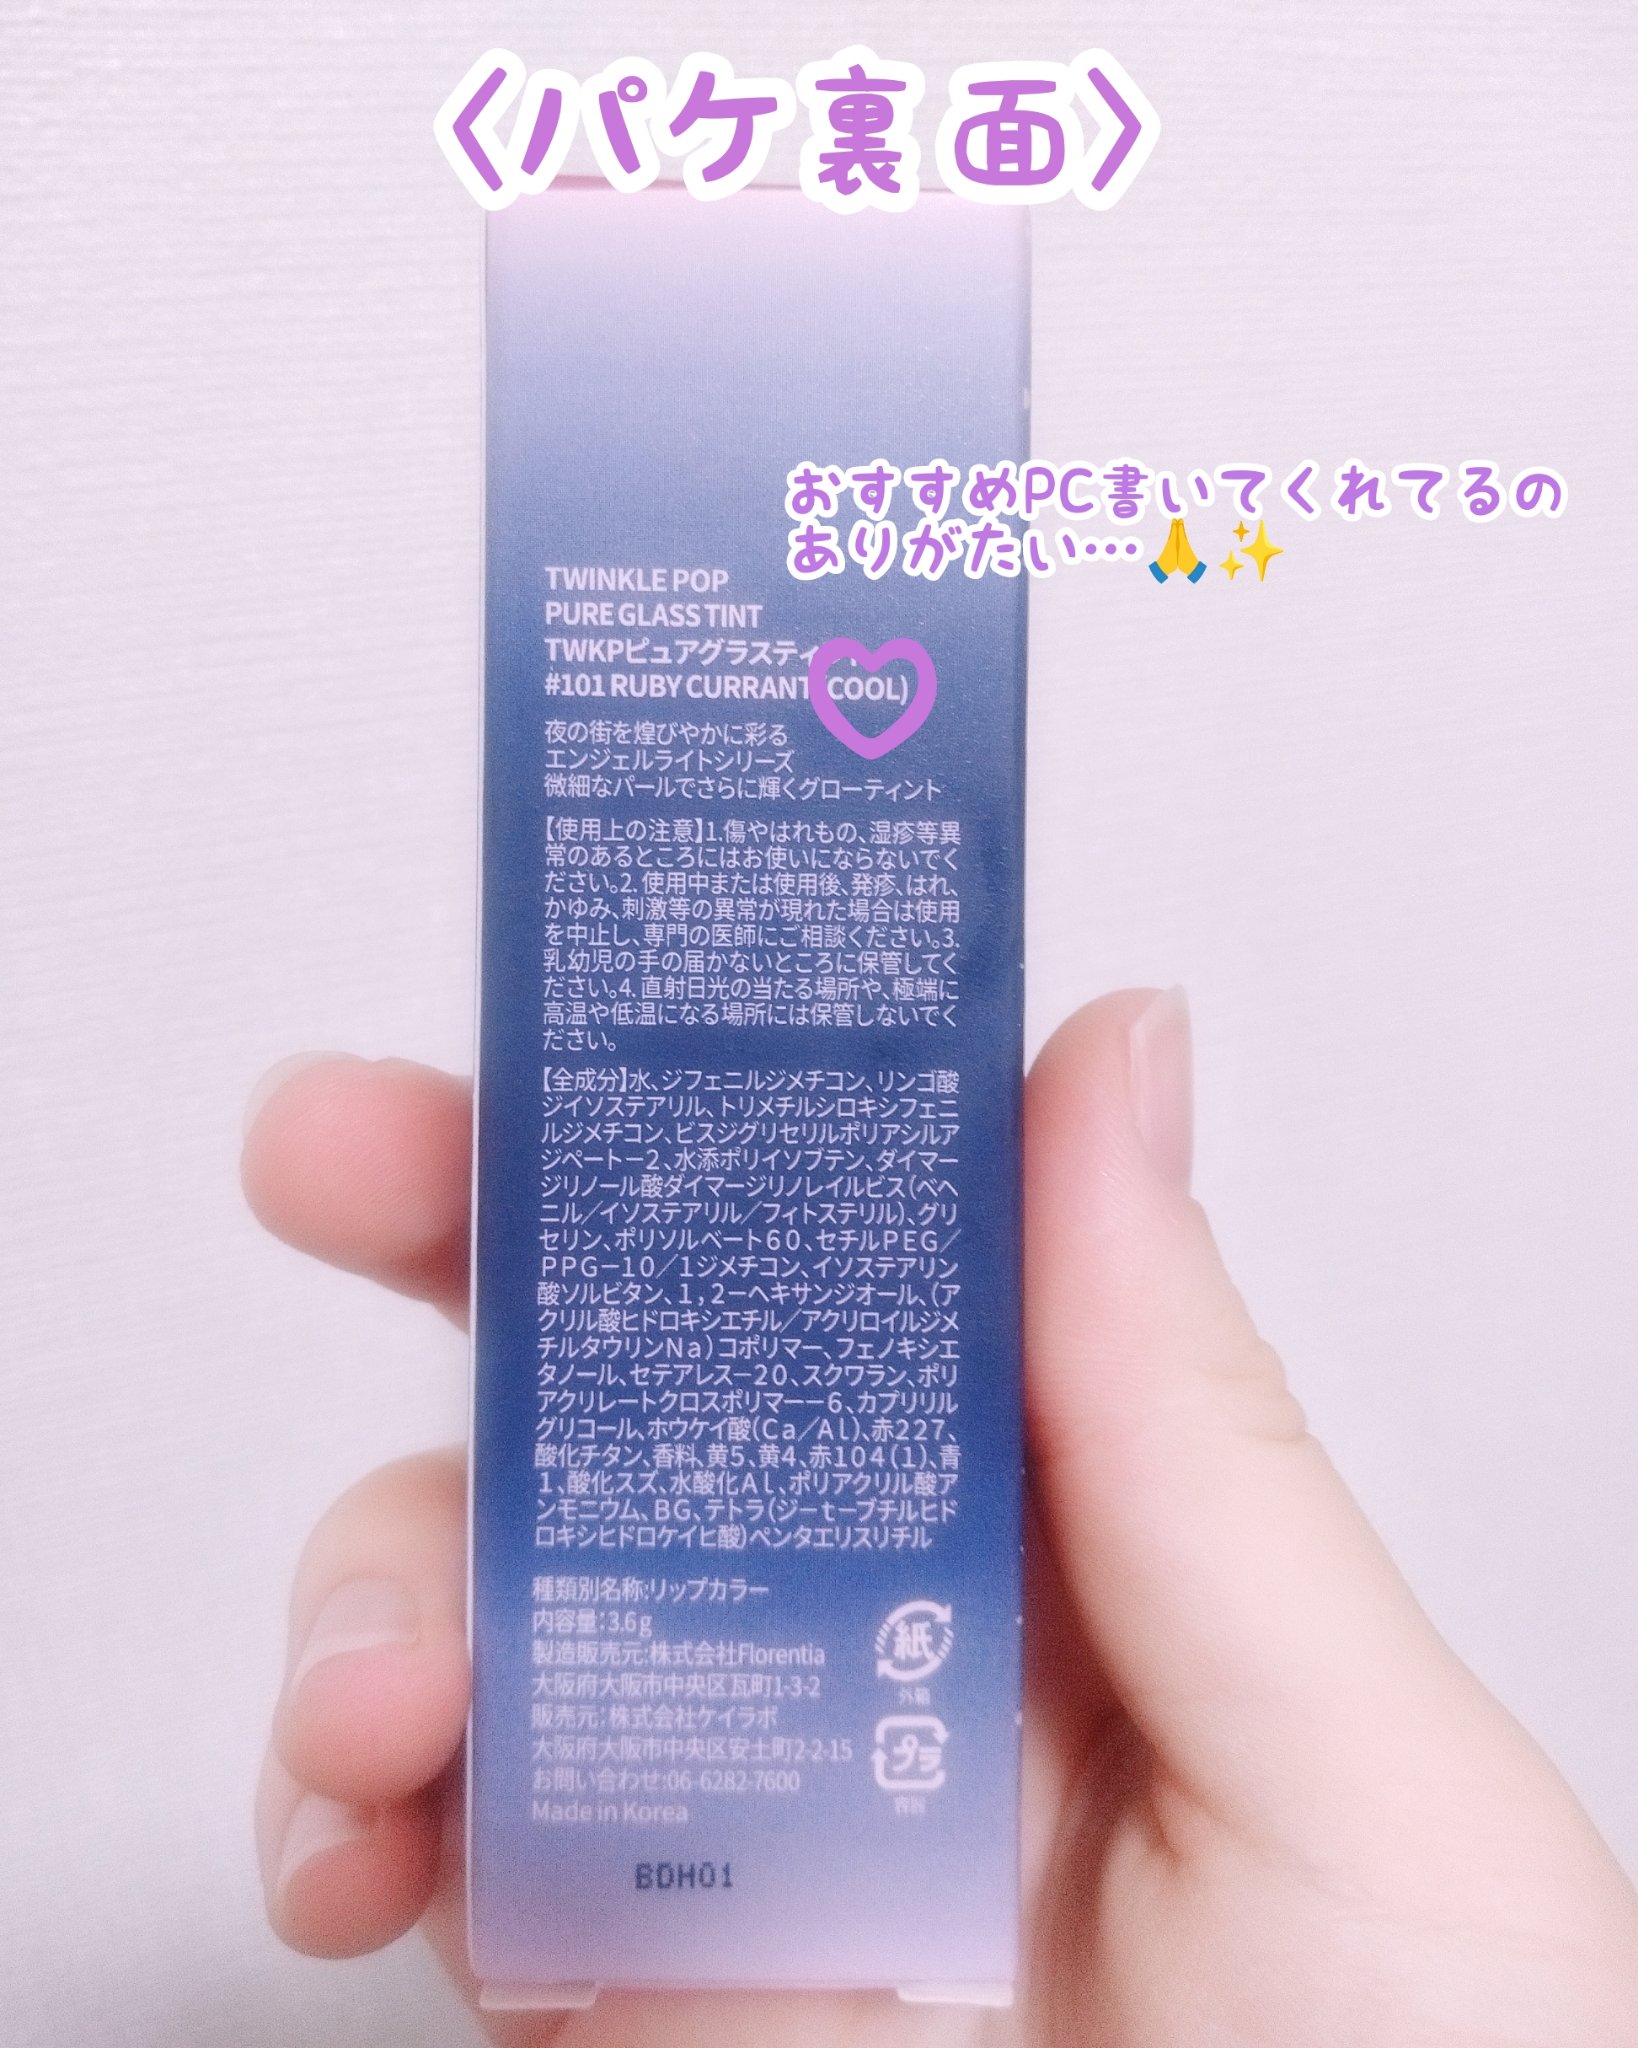 〈パケ裏面〉
おすすめPC書いてくれてるの
ありがたい…🙏✨
TWINKLE POP
PURE GLASS TINT
TWKPピュアグラスティ
#101 RUBY CURRANT (COOL)
夜の街を煌びやかに彩る
エンジェルライトシリーズ
微細なパールでさらに輝くグローティント
【使用上の注意】1.傷やはれもの、湿疹等異
常のあるところにはお使いにならないでく
ださい。2. 使用中または使用後、発疹、はれ、
かゆみ、刺激等の異常が現れた場合は使用
を中止し、専門の医師にご相談ください。3.
乳幼児の手の届かないところに保管してく
ださい。4. 直射日光の当たる場所や、極端に
高温や低温になる場所には保管しないでく
ださい。
【全成分】水、ジフェニルジメチコン、リンゴ酸
ジイソステアリル、トリメチルシロキシフェニ
ルジメチコン、ビスジグリセリルポリアシルア
ジペートー2、水添ポリイソブテン、ダイマー
ジリノール酸ダイマージリノレイルビス(ベヘ
ニル／イソステアリル／フィトステリル)、グリ
セリン、ポリソルベート６０、セチルＰＥＧ／
ＰＰＧ－１０／１ジメチコン、イソステアリン
酸ソルビタン、１，２－ヘキサンジオール、（ア
クリル酸ヒドロキシエチル／アクリロイルジメ
チルタウリンＮａ）コポリマー、フェノキシエ
タノール、セテアレス－２０、スクワラン、ポリ
アクリレートクロスポリマー－６、カプリリル
グリコール、ホウケイ酸（Ｃａ／Ａｌ）、赤２２７、
酸化チタン、香料、黄５、黄４、赤１０４（１）、青
１、酸化スズ、水酸化Ａｌ、ポリアクリル酸ア
ンモニウム、ＢＧ、テトラ（ジ－ｔ－ブチルヒド
ロキシヒドロケイヒ酸）ペンタエリスリチル
種類別名称:リップカラー
内容量:3.6g
製造販売元:株式会社Florentia
大阪府大阪市中央区瓦町1-3-2
販売元:株式会社ケイラボ
大阪府大阪市中央区安土町2-2-15
お問い合わせ:06-6282-7600
Made in Korea
紙
外箱
プラ
BDH01